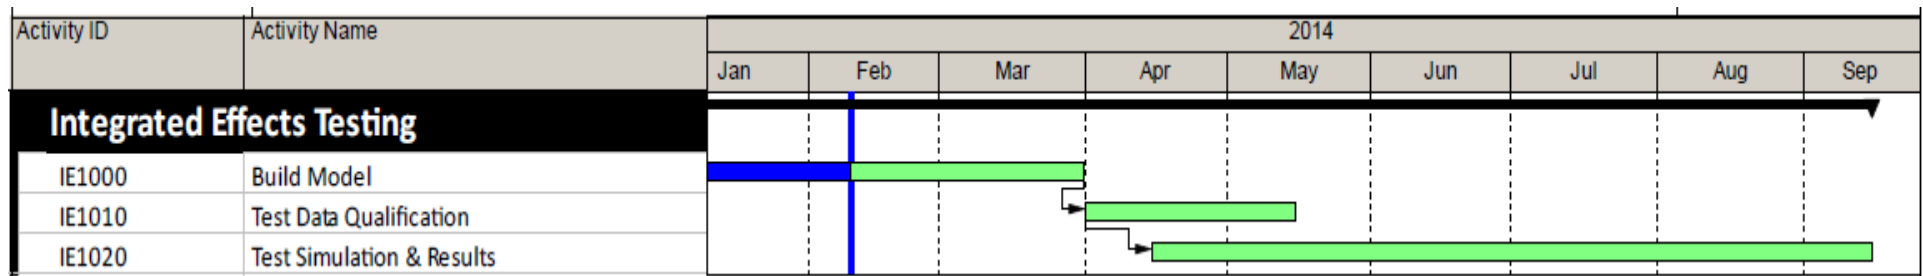 Activity ID Activity Name 2014
Jan Feb Mar Apr May Jun Jul Aug Sep
Integrated Effects Testing
IE1000 Build Model
IE1010 Test Data Qualification
IE1020 Test Simulation & Results